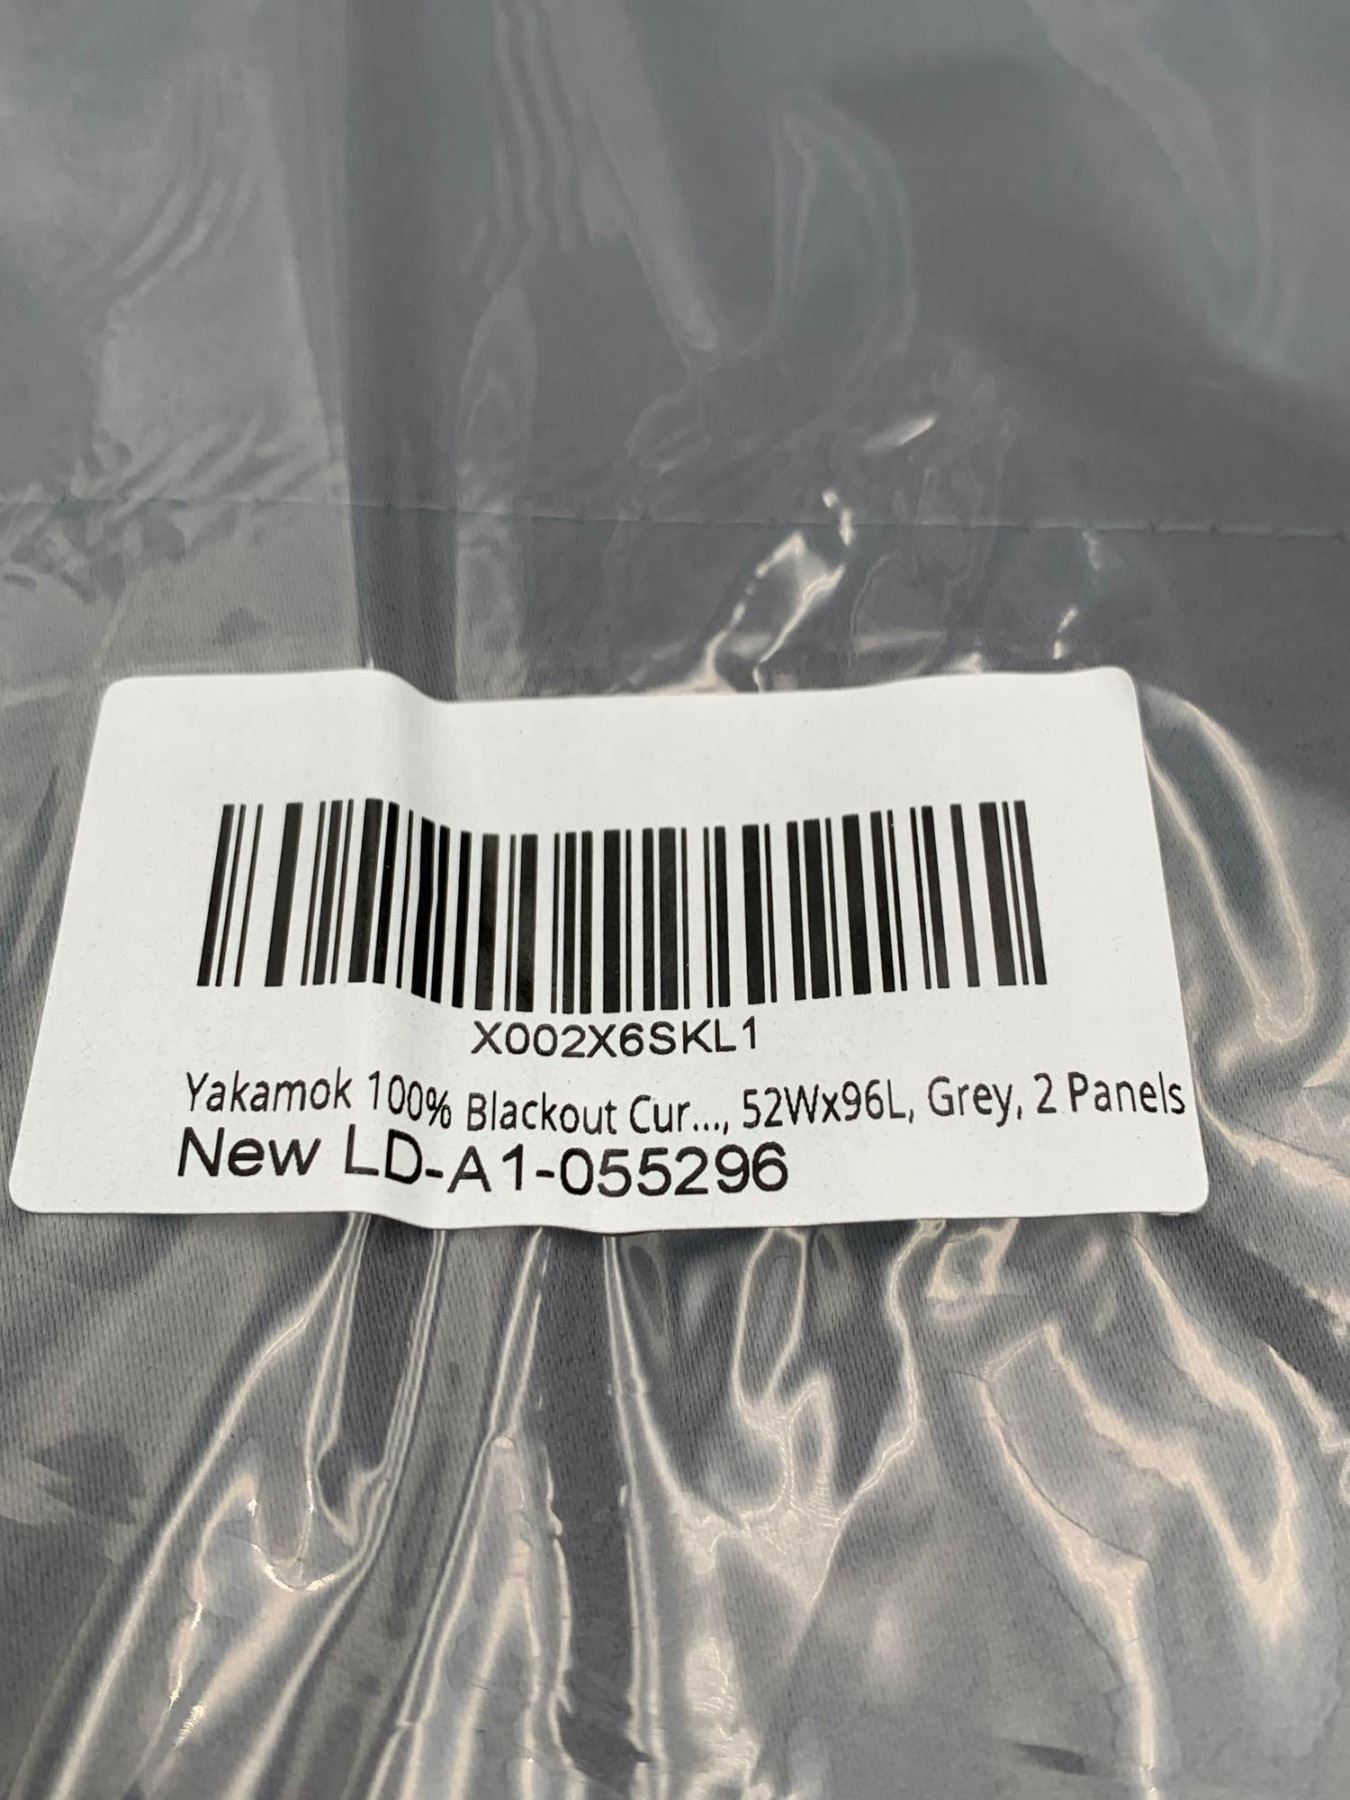 X002X6SKL1
Yakamok 100% Blackout Cur..., 52Wx96L, Grey, 2 Panels
New LD-A1-055296